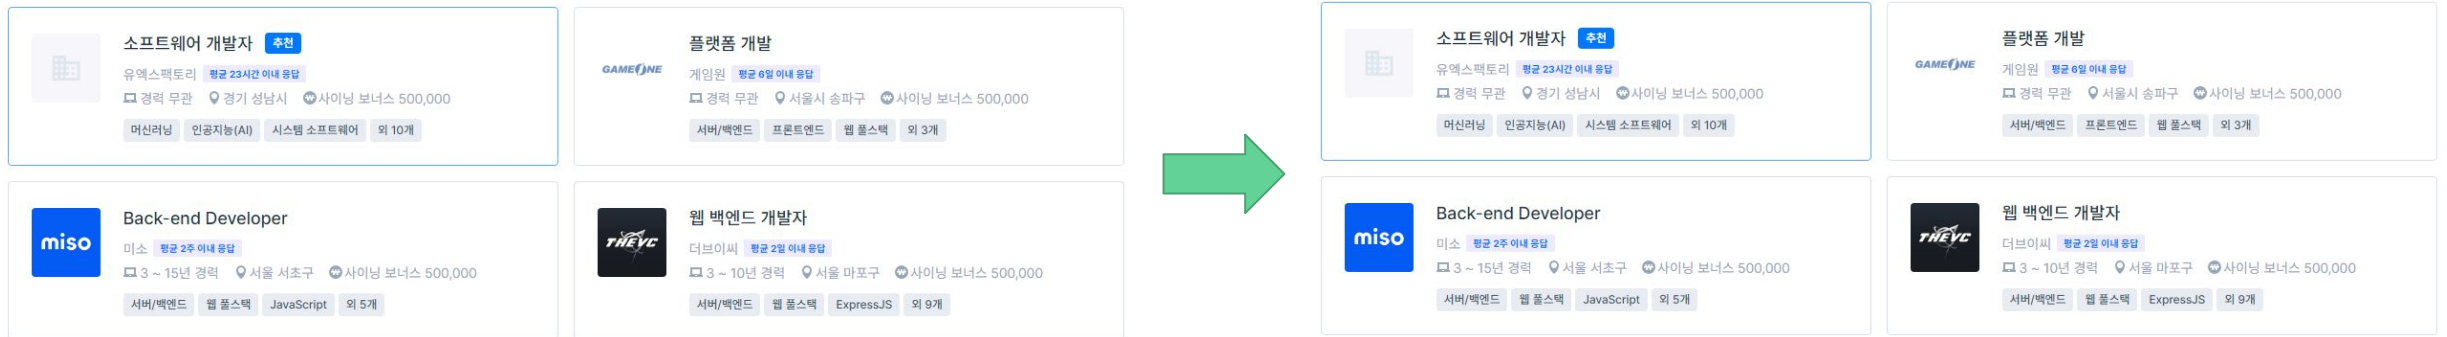 소프트웨어 개발자 추천
유엑스팩토리 평균 23시간 이내 응답
경력 무관 경기 성남시 사이닝 보너스 500,000
머신러닝 인공지능(AI) 시스템 소프트웨어 외 10개
GAMEONE
플랫폼 개발
게임원 평균 6일 이내 응답
경력 무관 서울시 송파구 사이닝 보너스 500,000
서버/백엔드 프론트엔드 웹 풀스택 외 3개
miso
Back-end Developer
미소 평균 2주 이내 응답
3 ~ 15년 경력 서울 서초구 사이닝 보너스 500,000
서버/백엔드 웹 풀스택 JavaScript 외 5개
THEVC
웹 백엔드 개발자
더브이씨 평균 2일 이내 응답
3 ~ 10년 경력 서울 마포구 사이닝 보너스 500,000
서버/백엔드 웹 풀스택 ExpressJS 외 9개
소프트웨어 개발자 추천
유엑스팩토리 평균 23시간 이내 응답
경력 무관 경기 성남시 사이닝 보너스 500,000
머신러닝 인공지능(AI) 시스템 소프트웨어 외 10개
GAMEONE
플랫폼 개발
게임원 평균 6일 이내 응답
경력 무관 서울시 송파구 사이닝 보너스 500,000
서버/백엔드 프론트엔드 웹 풀스택 외 3개
miso
Back-end Developer
미소 평균 2주 이내 응답
3 ~ 15년 경력 서울 서초구 사이닝 보너스 500,000
서버/백엔드 웹 풀스택 JavaScript 외 5개
THEVC
웹 백엔드 개발자
더브이씨 평균 2일 이내 응답
3 ~ 10년 경력 서울 마포구 사이닝 보너스 500,000
서버/백엔드 웹 풀스택 ExpressJS 외 9개